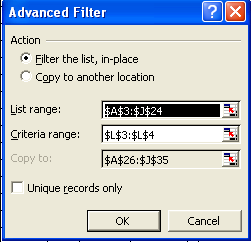 Advanced Filter
Action
Filter the list, in-place
Copy to another location
List range: $A$3:$J$24
Criteria range: $L$3:$L$4
Copy to: $A$26:$J$35
Unique records only
OK Cancel